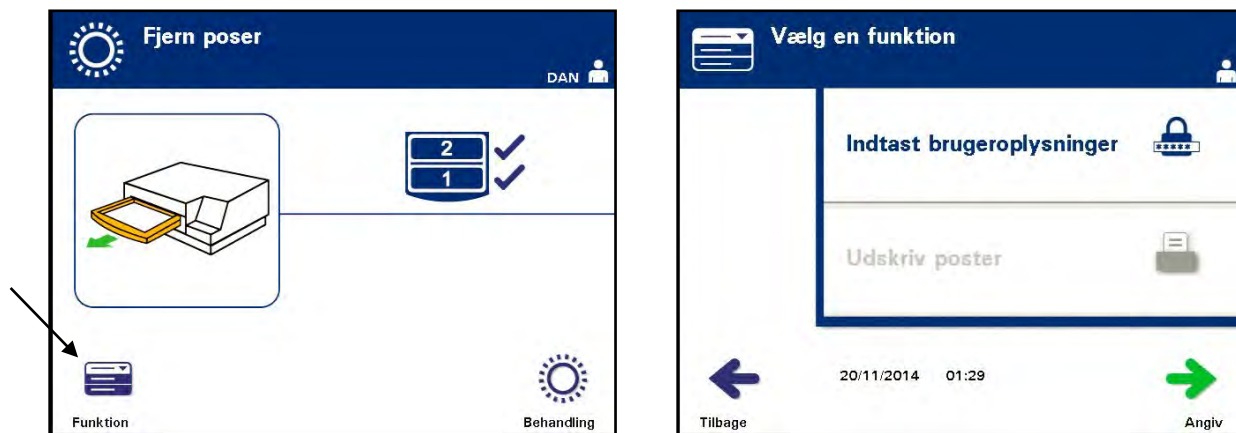 Fjern poser
DAN
2
1
Funktion
Behandling
Vælg en funktion
Indtast brugeroplysninger
*****
Udskriv poster
20/11/2014 01:29
Tilbage
Angiv